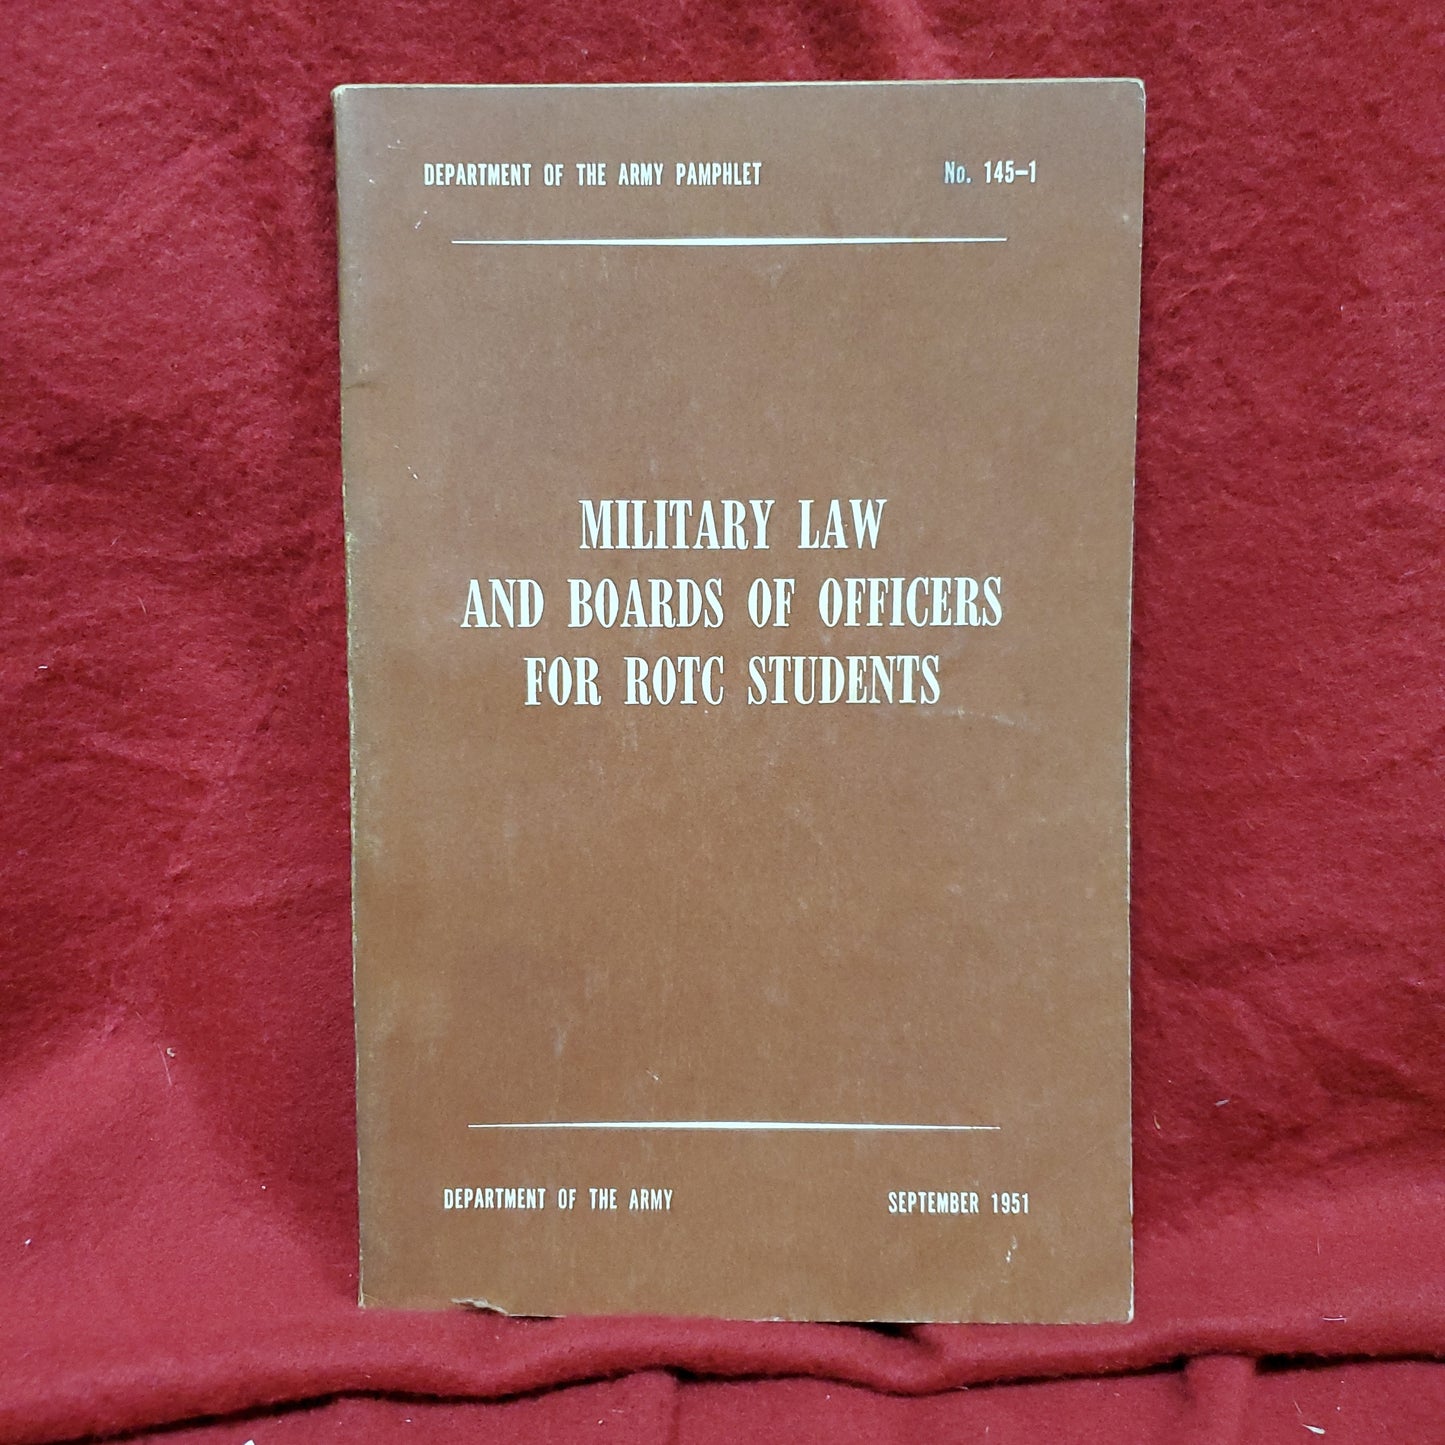 DEPARTMENT OF THE ARMY PAMPHLET No. 145–1
MILITARY LAW
AND BOARDS OF OFFICERS
FOR ROTC STUDENTS
DEPARTMENT OF THE ARMY SEPTEMBER 1951